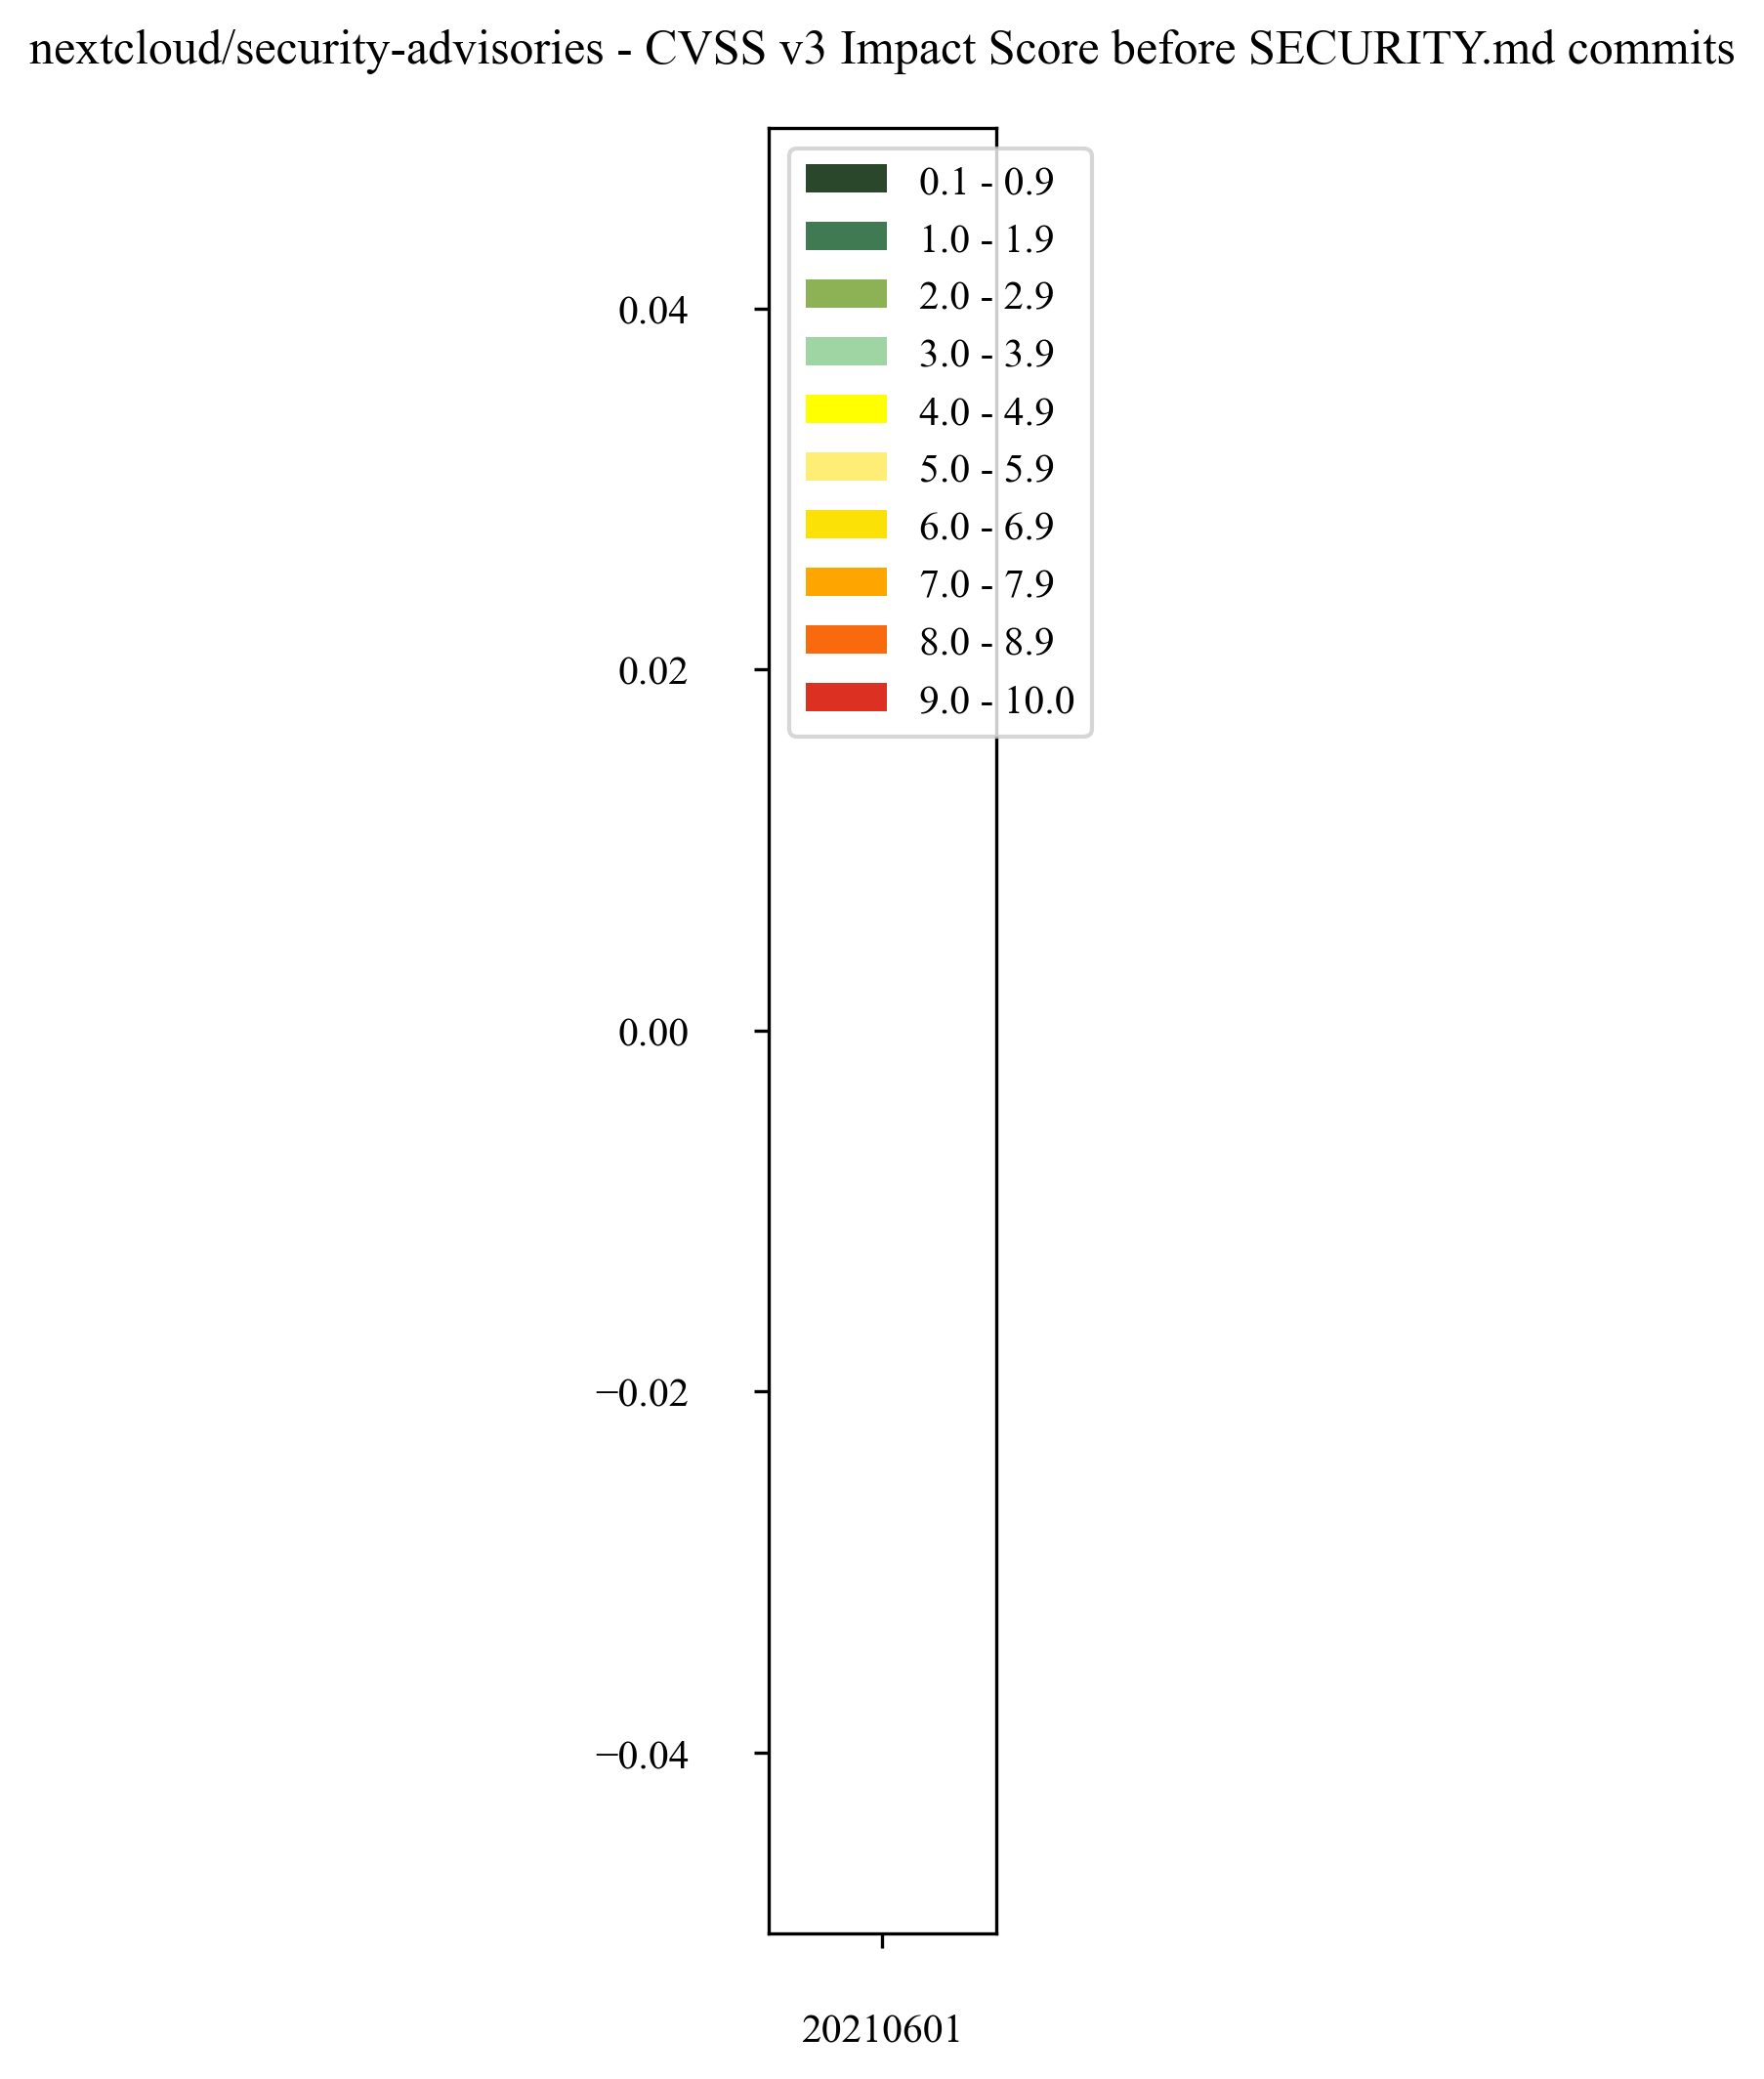 nextcloud/security-advisories - CVSS v3 Impact Score before SECURITY.md commits
0.1 - 0.9
1.0 - 1.9
2.0 - 2.9
3.0 - 3.9
4.0 - 4.9
5.0 - 5.9
6.0 - 6.9
7.0 - 7.9
8.0 - 8.9
9.0 - 10.0
0.04
0.02
0.00
−0.02
−0.04
20210601